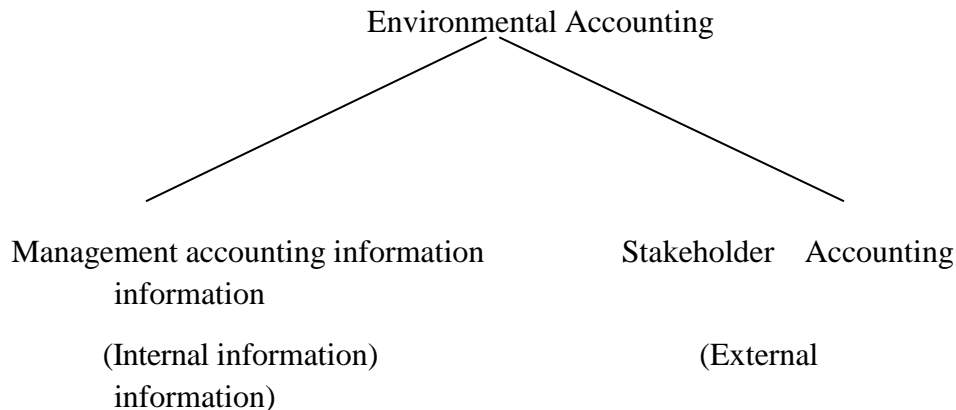 Environmental Accounting
Management accounting information Stakeholder Accounting
information
(Internal information) (External
information)